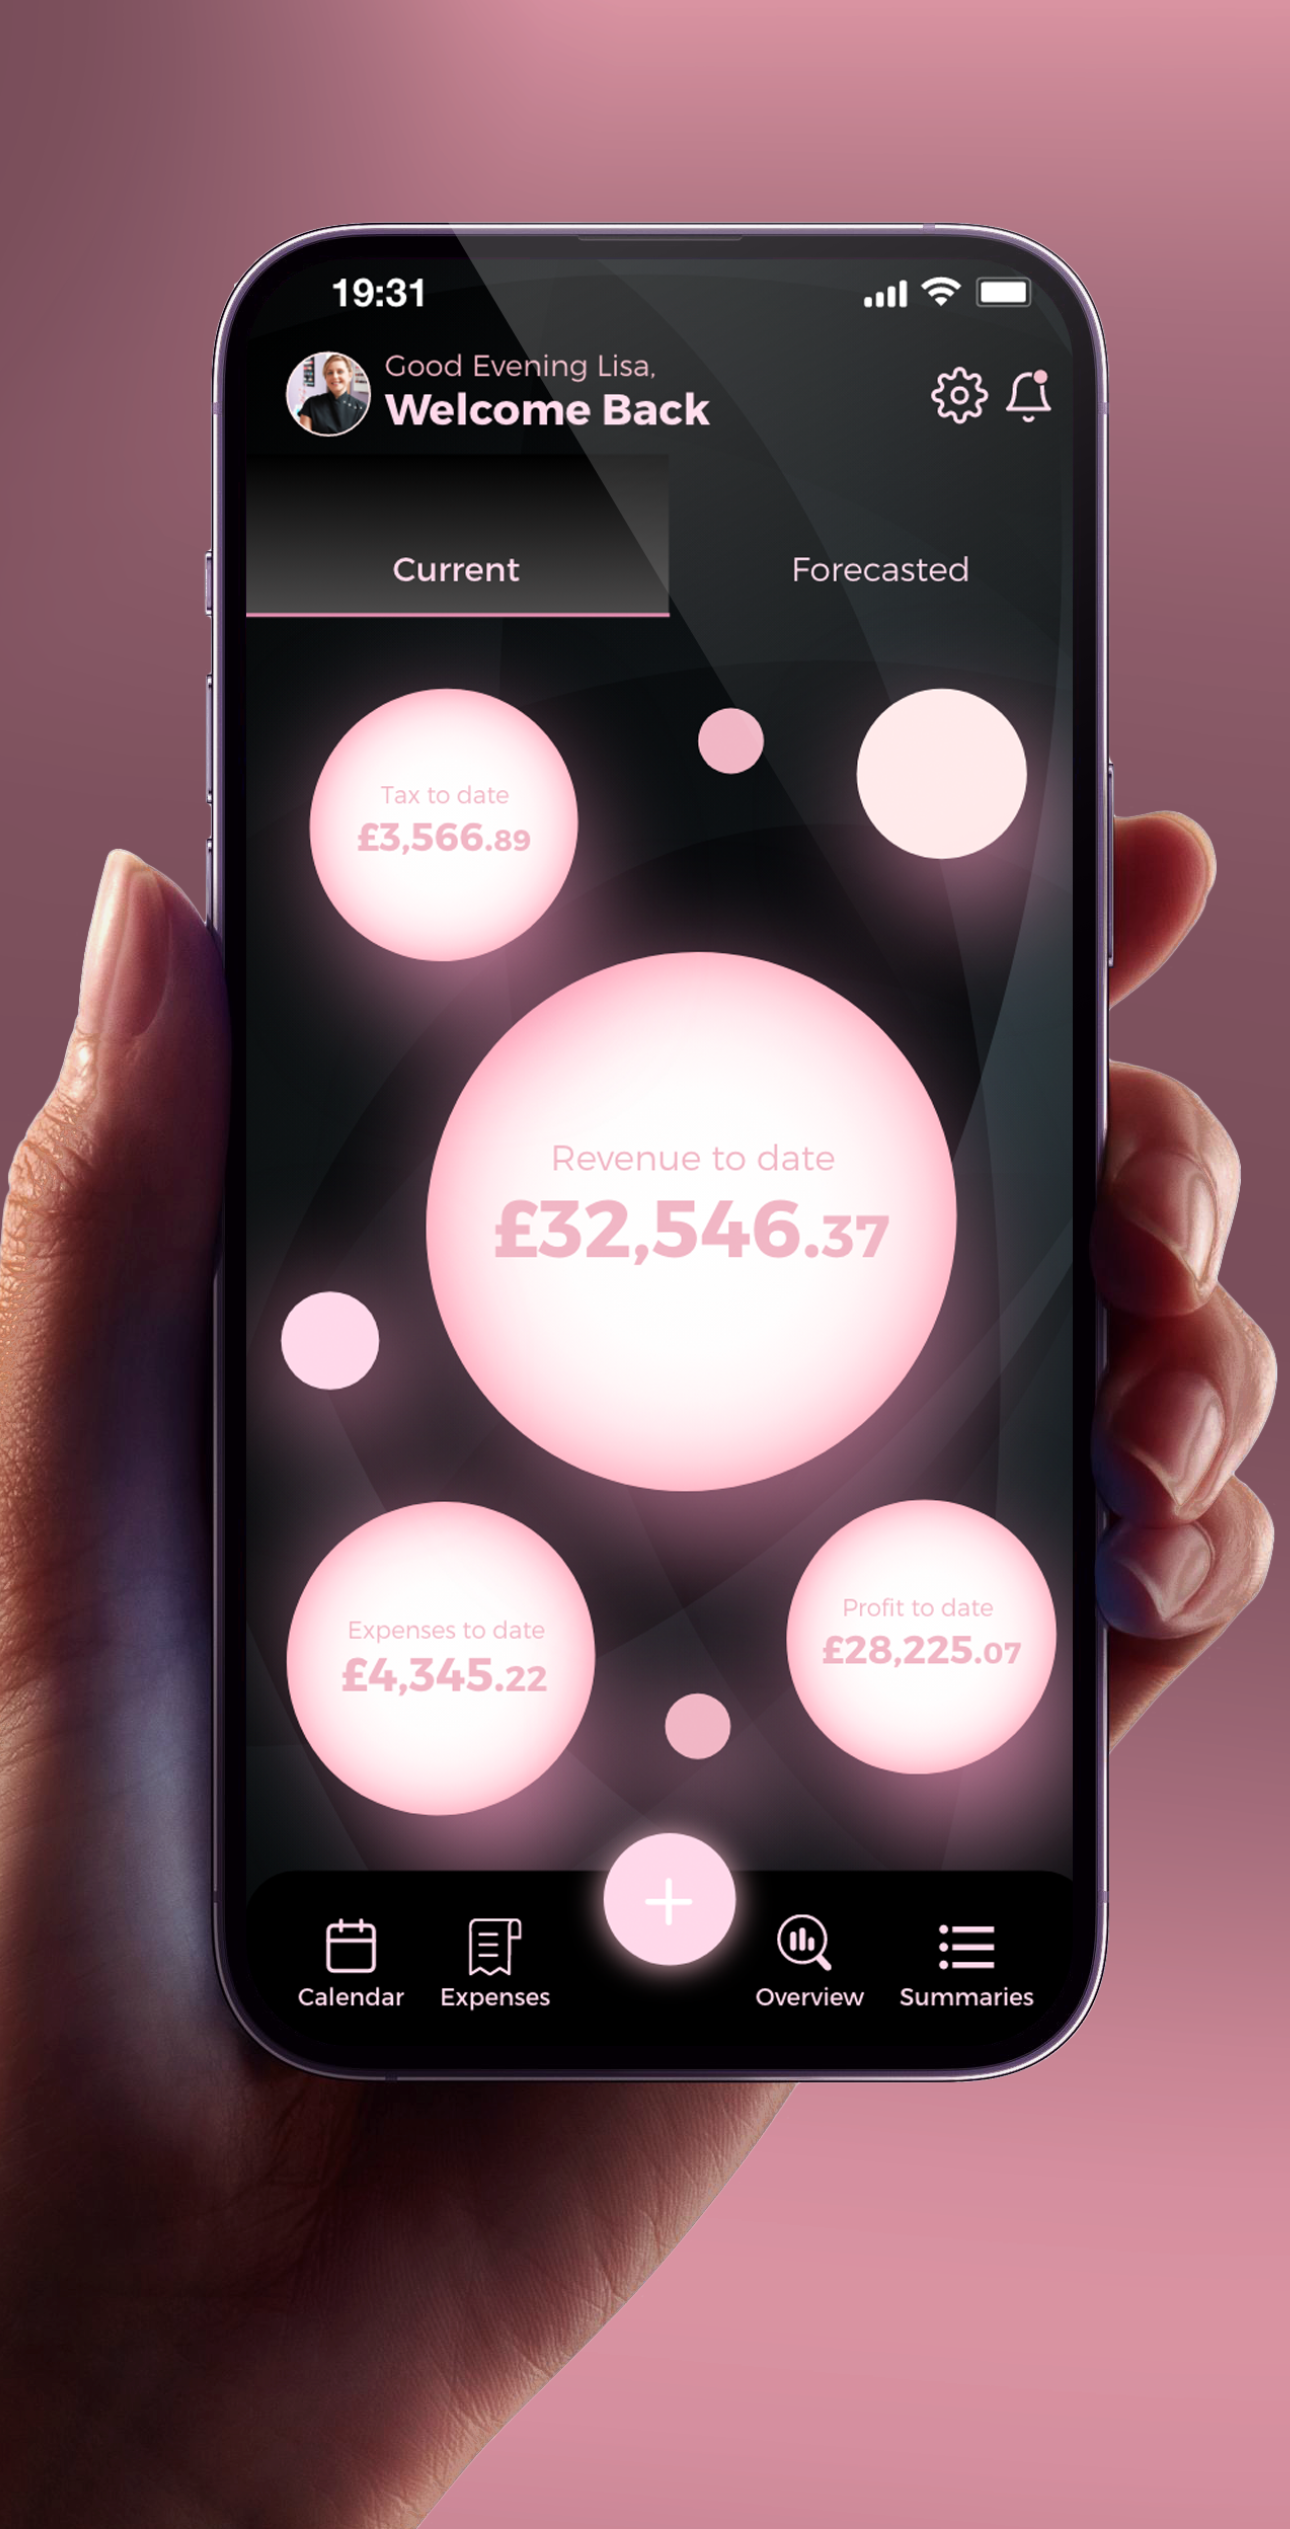 19:31
Good Evening Lisa,
Welcome Back
Current
Forecasted
Tax to date
£3,566.89
Revenue to date
£32,546.37
Expenses to date
£4,345.22
Profit to date
£28,225.07
Calendar
Expenses
Overview
Summaries